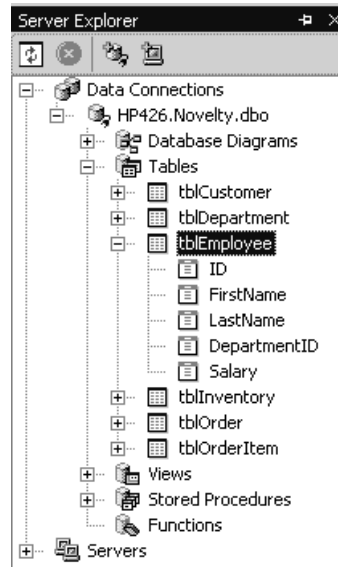 Server Explorer
Data Connections
HP426.Novelty.dbo
Database Diagrams
Tables
tblCustomer
tblDepartment
tblEmployee
ID
FirstName
LastName
DepartmentID
Salary
tblInventory
tblOrder
tblOrderItem
Views
Stored Procedures
Functions
Servers